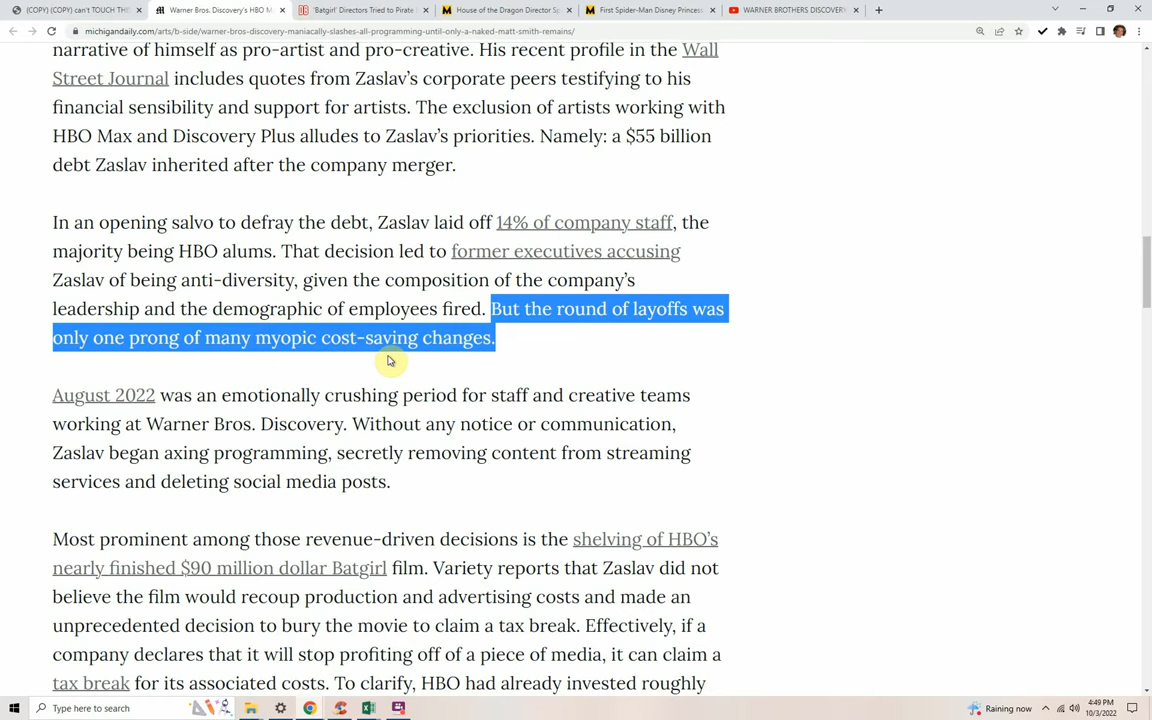 (COPY) (COPY) can't TOUCH THIS
Warner Bros. Discovery's HBO M
'Batgirl' Directors Tried to Pirate
House of the Dragon Director Sp
First Spider-Man Disney Princess
WARNER BROTHERS DISCOVERY
michigandaily.com/arts/b-side/warner-bros-discovery-maniacally-slashes-all-programming-until-only-a-naked-matt-smith-remains/
narrative of himself as pro-artist and pro-creative. His recent profile in the Wall
Street Journal includes quotes from Zaslav's corporate peers testifying to his
financial sensibility and support for artists. The exclusion of artists working with
HBO Max and Discovery Plus alludes to Zaslav's priorities. Namely: a $55 billion
debt Zaslav inherited after the company merger.
In an opening salvo to defray the debt, Zaslav laid off 14% of company staff, the
majority being HBO alums. That decision led to former executives accusing
Zaslav of being anti-diversity, given the composition of the company's
leadership and the demographic of employees fired. But the round of layoffs was
only one prong of many myopic cost-saving changes.
August 2022 was an emotionally crushing period for staff and creative teams
working at Warner Bros. Discovery. Without any notice or communication,
Zaslav began axing programming, secretly removing content from streaming
services and deleting social media posts.
Most prominent among those revenue-driven decisions is the shelving of HBO's
nearly finished $90 million dollar Batgirl film. Variety reports that Zaslav did not
believe the film would recoup production and advertising costs and made an
unprecedented decision to bury the movie to claim a tax break. Effectively, if a
company declares that it will stop profiting off of a piece of media, it can claim a
tax break for its associated costs. To clarify, HBO had already invested roughly
Type here to search
Raining now
4:49 PM
10/3/2022